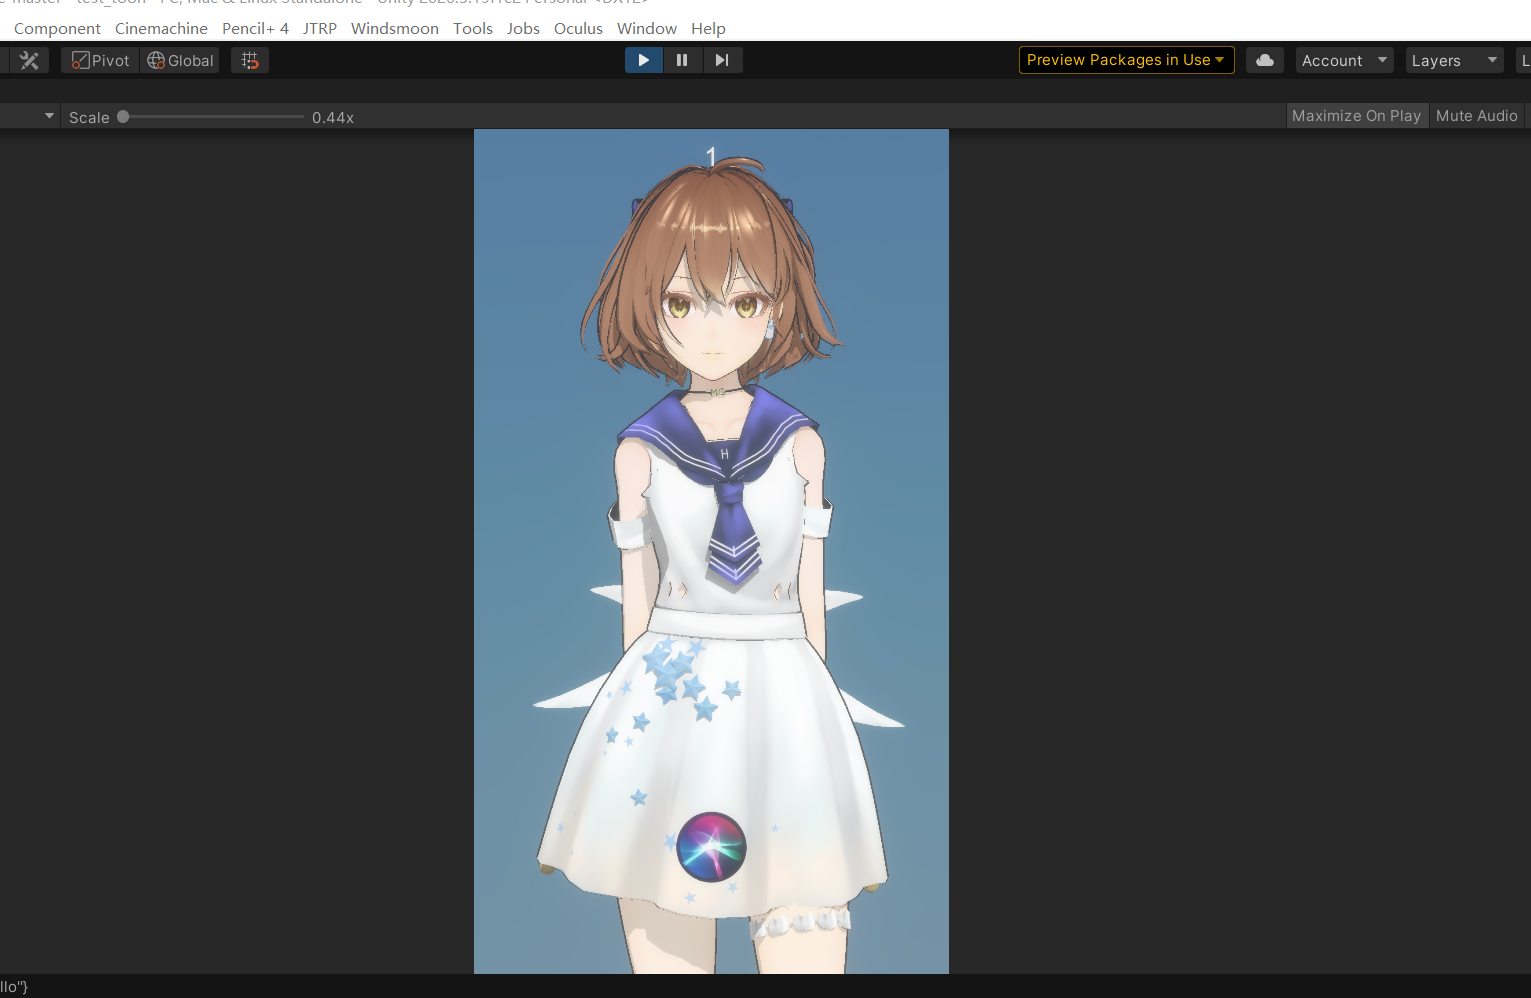 Component Cinemachine Pencil+ 4 JTRP Windsmoon Tools Jobs Oculus Window Help
Pivot Global Preview Packages in Use Account Layers L
Scale 0.44x Maximize On Play Mute Audio
1
H
llo"}